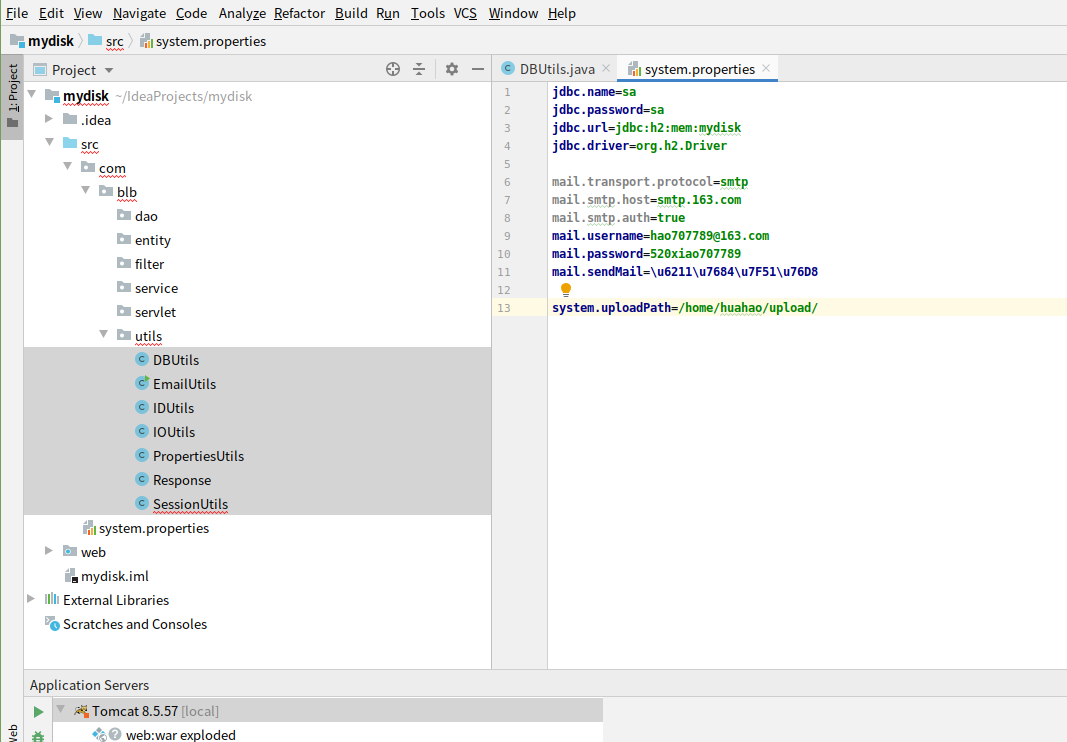 File Edit View Navigate Code Analyze Refactor Build Run Tools VCS Window Help
mydisk src system.properties
1: Project
Project
DBUtils.java system.properties
mydisk ~/IdeaProjects/mydisk
.idea
src
com
blb
dao
entity
filter
service
servlet
utils
DBUtils
EmailUtils
IDUtils
IOUtils
PropertiesUtils
Response
SessionUtils
system.properties
web
mydisk.iml
External Libraries
Scratches and Consoles
1 jdbc.name=sa
2 jdbc.password=sa
3 jdbc.url=jdbc:h2:mem:mydisk
4 jdbc.driver=org.h2.Driver
5
6 mail.transport.protocol=smtp
7 mail.smtp.host=smtp.163.com
8 mail.smtp.auth=true
9 mail.username=hao707789@163.com
10 mail.password=520xiao707789
11 mail.sendMail=\u6211\u7684\u7F51\u76D8
12
13 system.uploadPath=/home/huahao/upload/
Application Servers
Tomcat 8.5.57 [local]
web:war exploded
Web